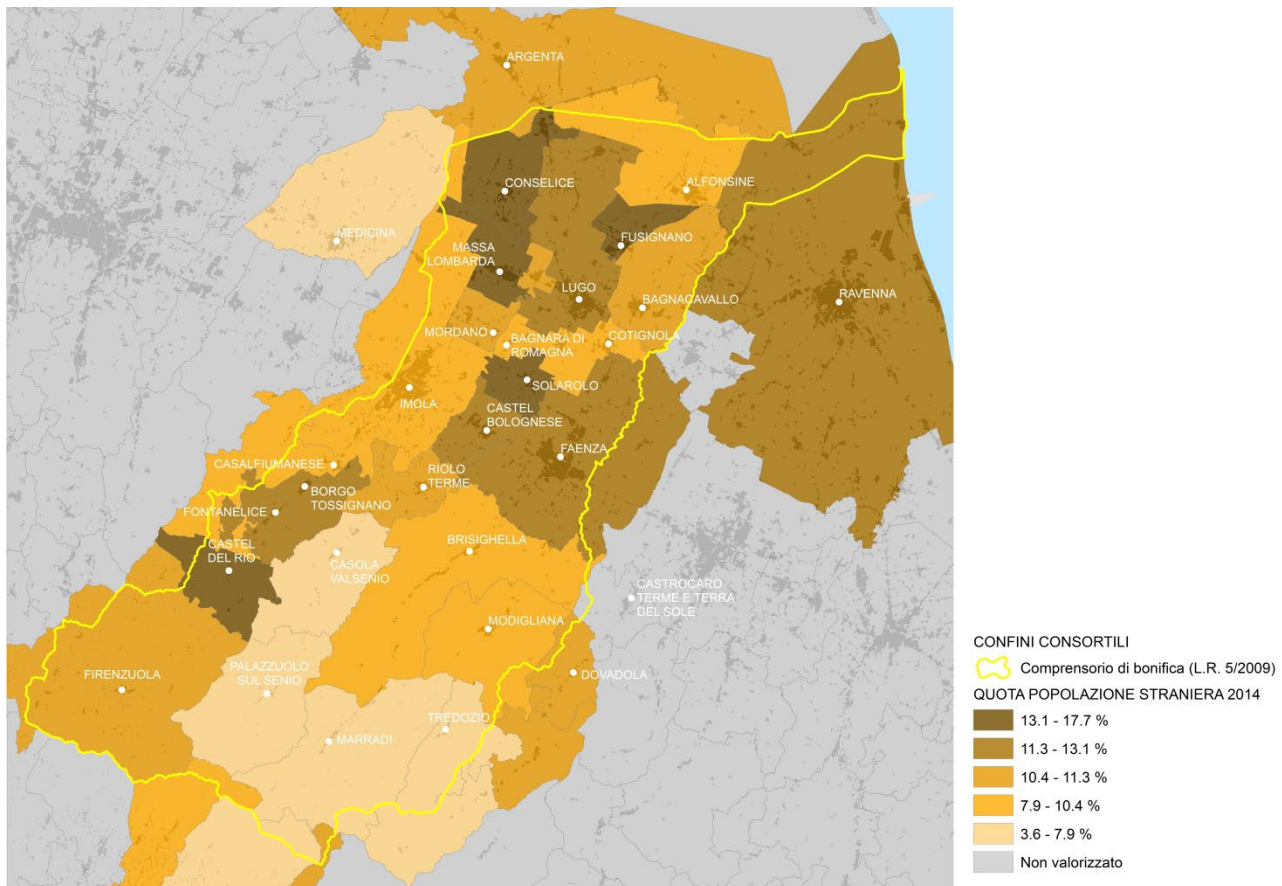 ARGENTA
CONSELICE
ALFONSINE
MEDICINA
FUSIGNANO
MASSA
LOMBARDA
LUGO
BAGNACAVALLO
RAVENNA
MORDANO
BAGNARA DI
ROMAGNA
COTIGNOLA
SOLAROLO
IMOLA
CASTEL
BOLOGNESE
FAENZA
CASALFIUMANESE
RIOLO
TERME
BORGO
TOSSIGNANO
FONTANELICE
CASTEL
DEL RIO
CASOLA
VALSENIO
BRISIGHELLA
CASTROCARO
TERME E TERRA
DEL SOLE
MODIGLIANA
FIRENZUOLA
PALAZZUOLO
SUL SENIO
DOVADOLA
TREDOZIO
MARRADI
CONFINI CONSORTILI
Comprensorio di bonifica (L.R. 5/2009)
QUOTA POPOLAZIONE STRANIERA 2014
13.1 - 17.7 %
11.3 - 13.1 %
10.4 - 11.3 %
7.9 - 10.4 %
3.6 - 7.9 %
Non valorizzato